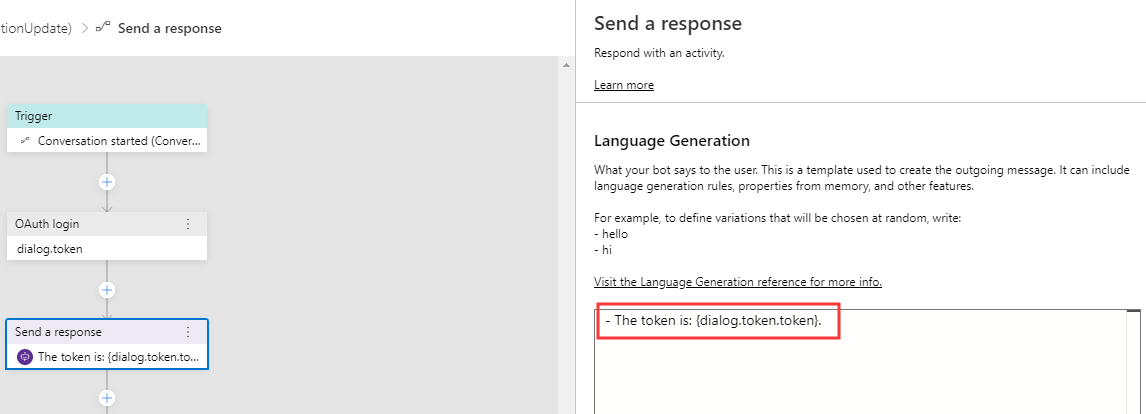 tionUpdate) > Send a response
Trigger
Conversation started (Conver...
OAuth login
dialog.token
Send a response
The token is: {dialog.token.to...
Send a response
Respond with an activity.
Learn more
Language Generation
What your bot says to the user. This is a template used to create the outgoing message. It can include
language generation rules, properties from memory, and other features.
For example, to define variations that will be chosen at random, write:
- hello
- hi
Visit the Language Generation reference for more info.
- The token is: {dialog.token.token}.